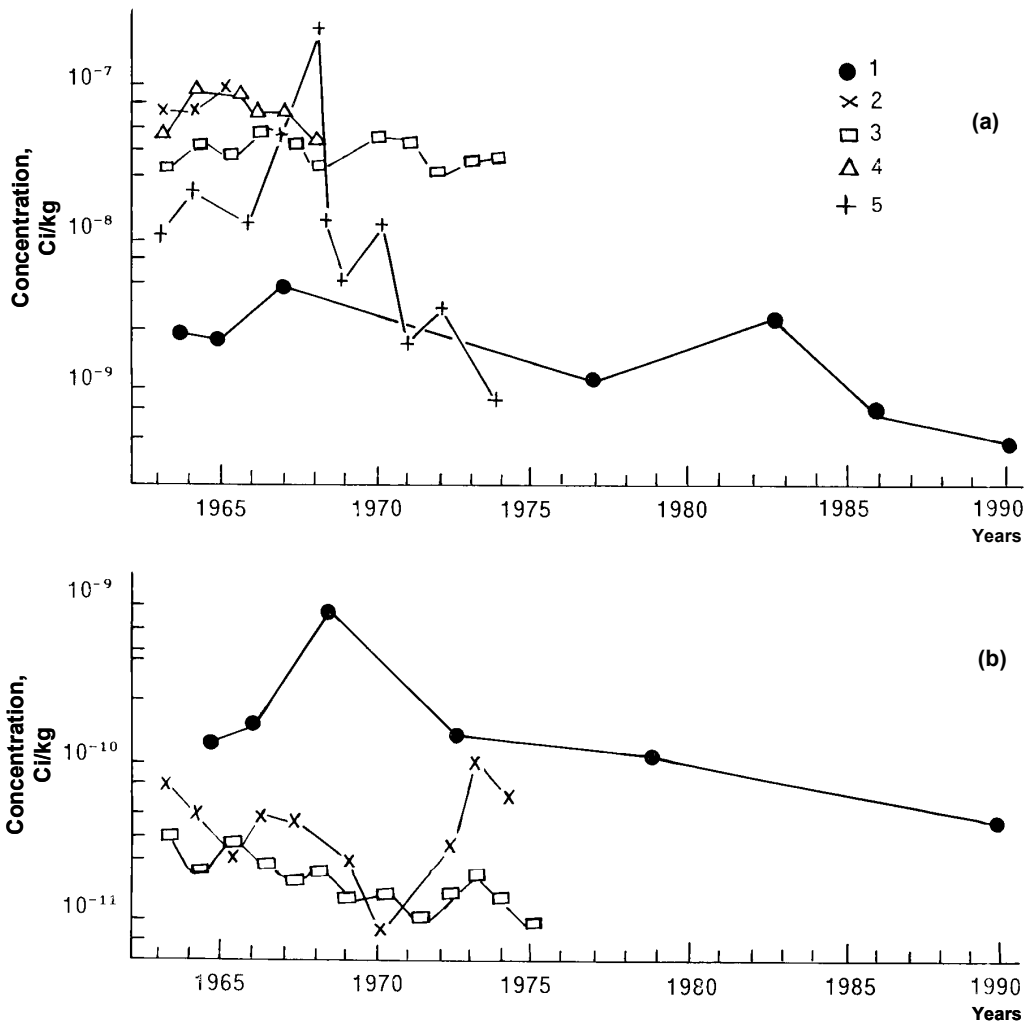 Concentration,
Ci/kg
10⁻⁷
10⁻⁸
10⁻⁹
1
2
3
4
5
(a)
1965 1970 1975 1980 1985 1990
Years
Concentration,
Ci/kg
10⁻⁹
10⁻¹⁰
10⁻¹¹
(b)
1965 1970 1975 1980 1985 1990
Years